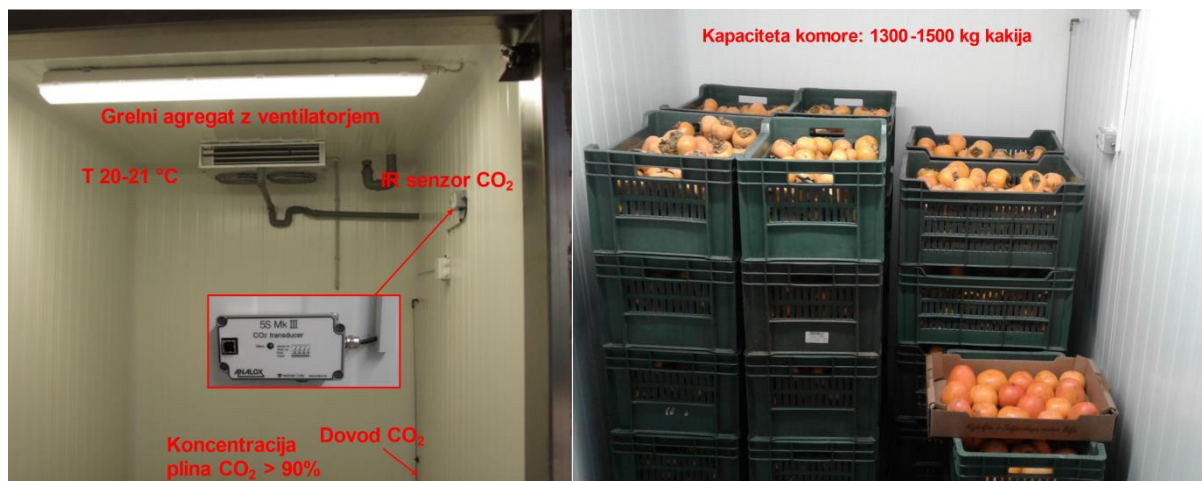 Grelni agregat z ventilatorjem
T 20-21 °C
IR senzor CO₂
5S Mk III
CO₂ transducer
ANALOX
Koncentracija
plina CO₂ > 90%
Dovod CO₂
Kapaciteta komore: 1300-1500 kg kakija